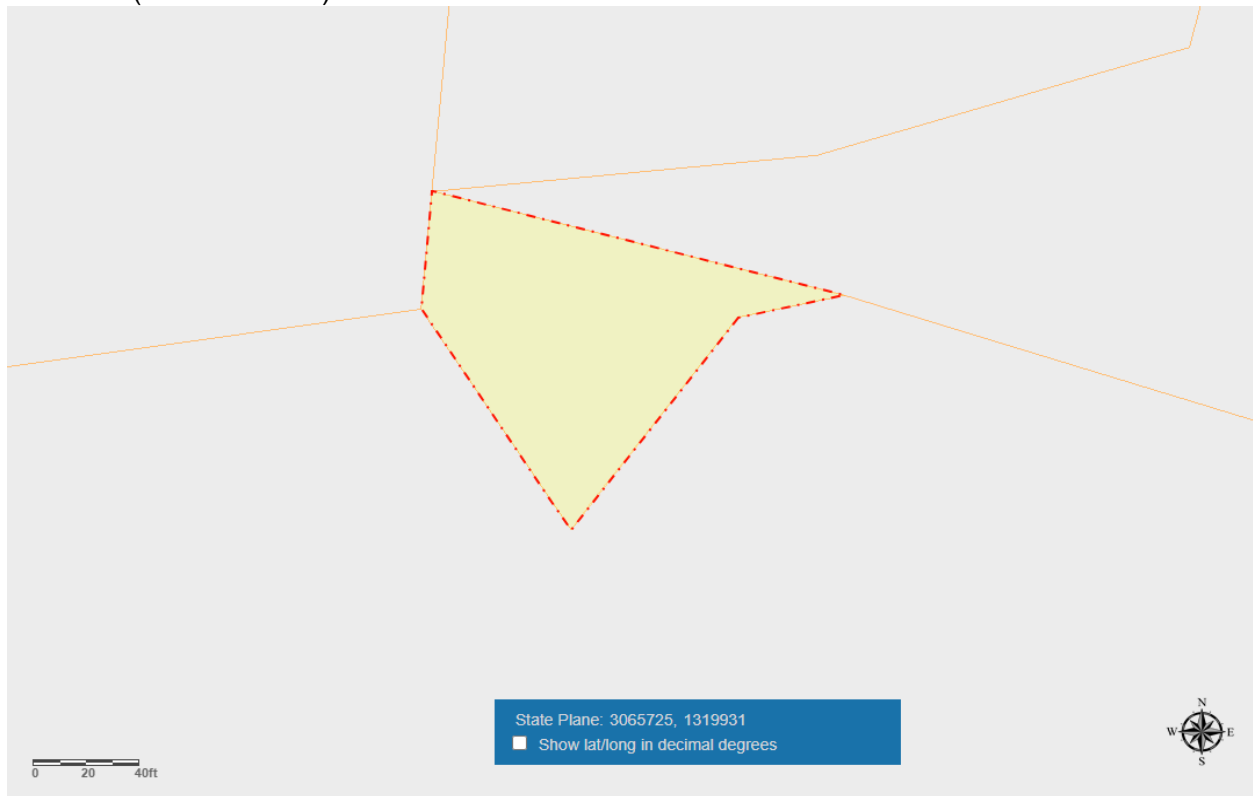 State Plane: 3065725, 1319931
Show lat/long in decimal degrees
N
W E
S
0 20 40ft